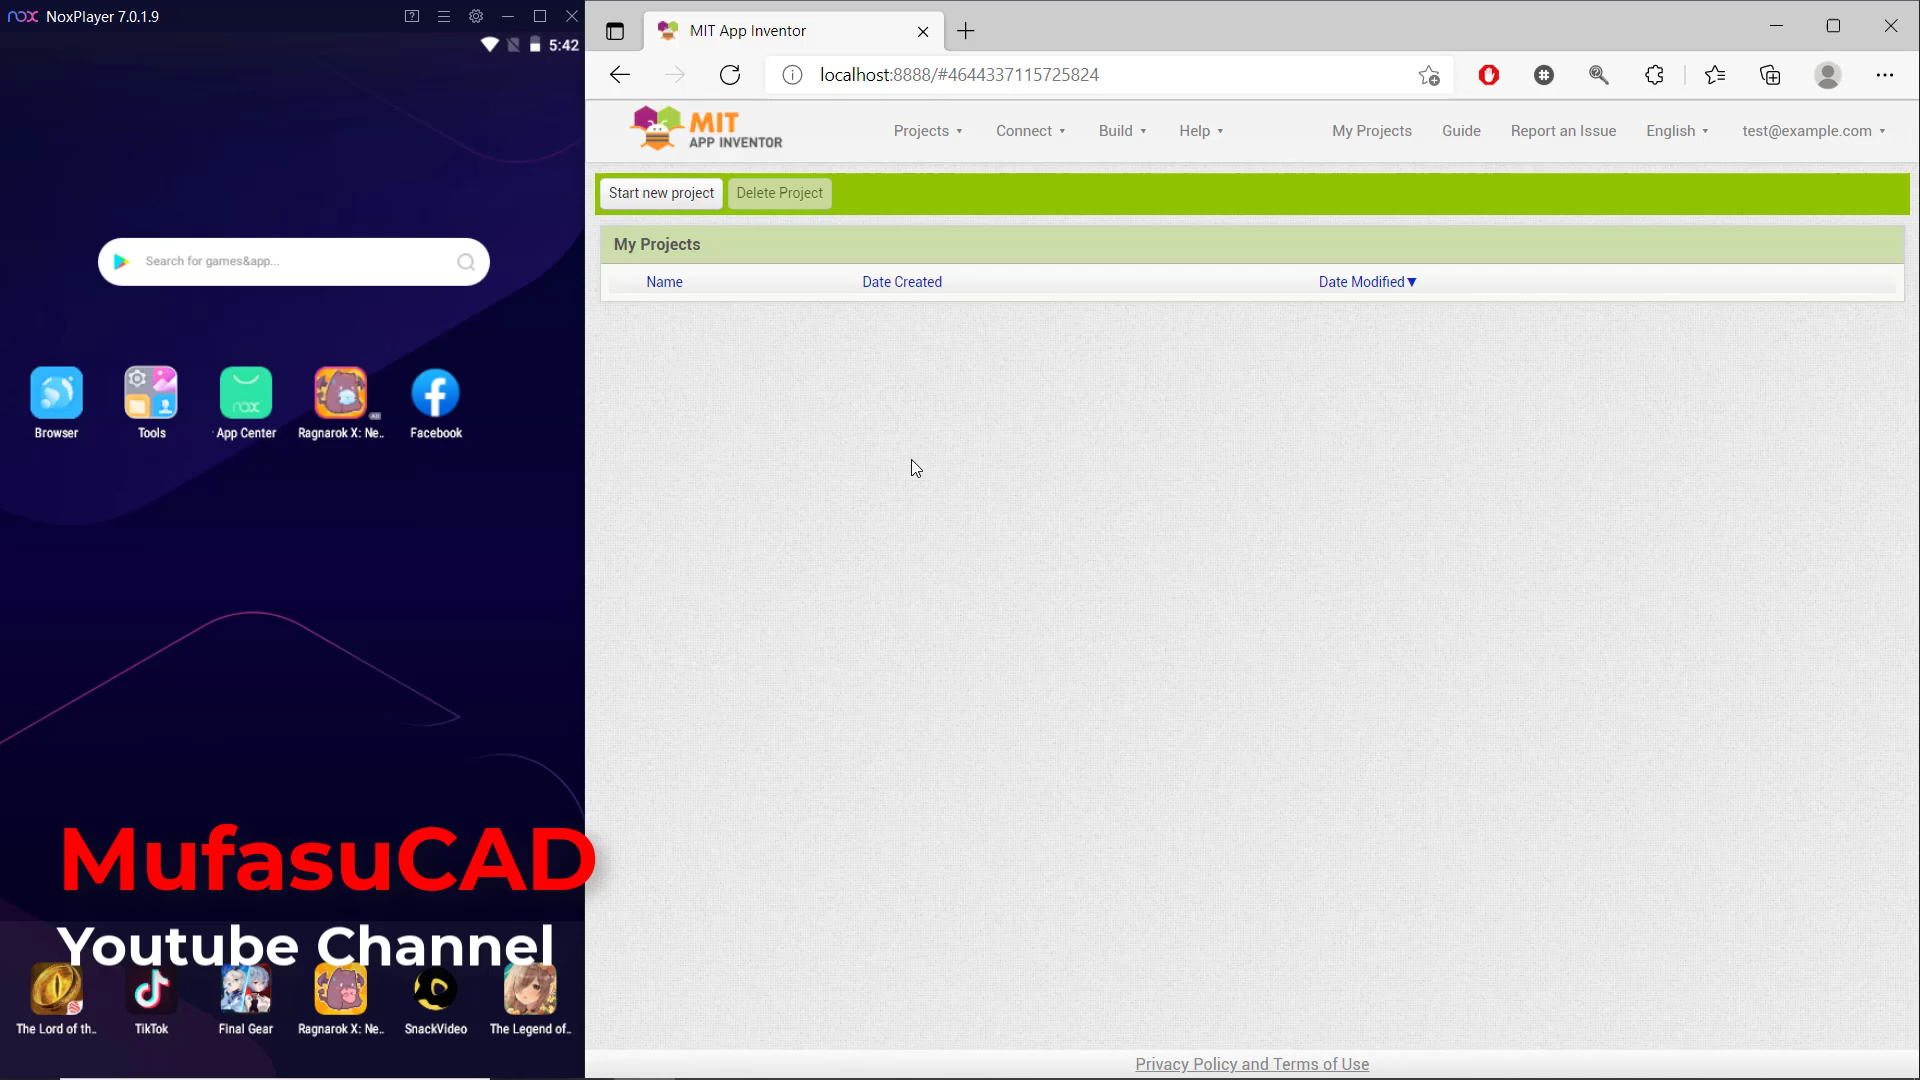 nox NoxPlayer 7.0.1.9
5:42
Search for games&app...
Browser
Tools
nox
App Center
Ragnarok X: Ne..
Facebook
MufasuCAD
Youtube Channel
The Lord of th..
TikTok
Final Gear
Ragnarok X: Ne..
SnackVideo
The Legend of..
MIT App Inventor
localhost:8888/#4644337115725824
MIT
APP INVENTOR
Projects
Connect
Build
Help
My Projects
Guide
Report an Issue
English
test@example.com
Start new project
Delete Project
My Projects
Name
Date Created
Date Modified▼
Privacy Policy and Terms of Use